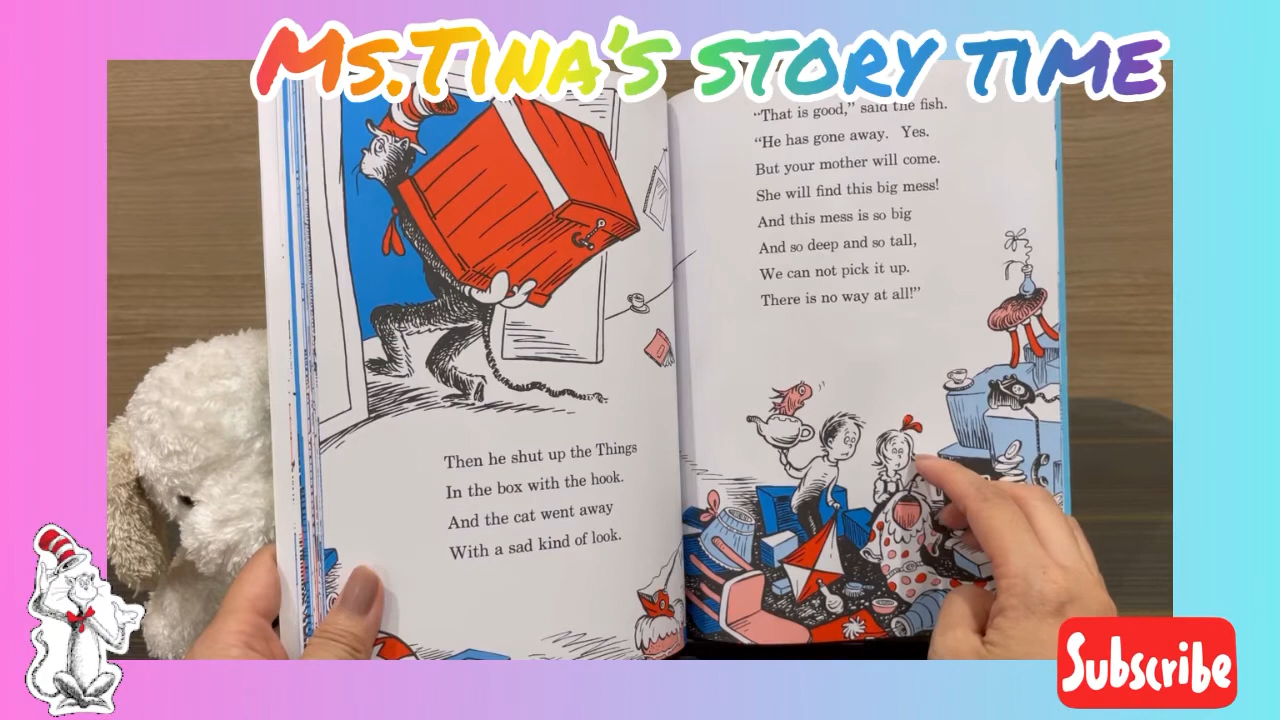 Ms.Tina's story time
Then he shut up the Things
In the box with the hook.
And the cat went away
With a sad kind of look.
"That is good," said the fish.
"He has gone away. Yes.
But your mother will come.
She will find this big mess!
And this mess is so big
And so deep and so tall,
We can not pick it up.
There is no way at all!"
Subscribe